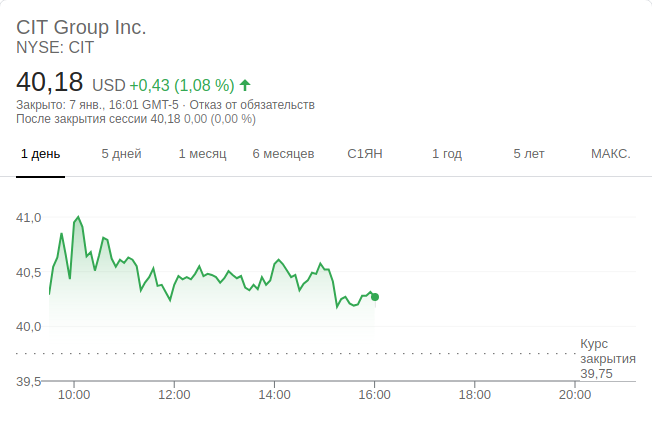 CIT Group Inc.
NYSE: CIT
40,18 USD +0,43 (1,08 %)
Закрыто: 7 янв., 16:01 GMT-5 · Отказ от обязательств
После закрытия сессии 40,18 0,00 (0,00 %)
1 день 5 дней 1 месяц 6 месяцев С1ЯН 1 год 5 лет МАКС.
41,0
40,5
40,0
Курс
закрытия
39,75
39,5
10:00 12:00 14:00 16:00 18:00 20:00